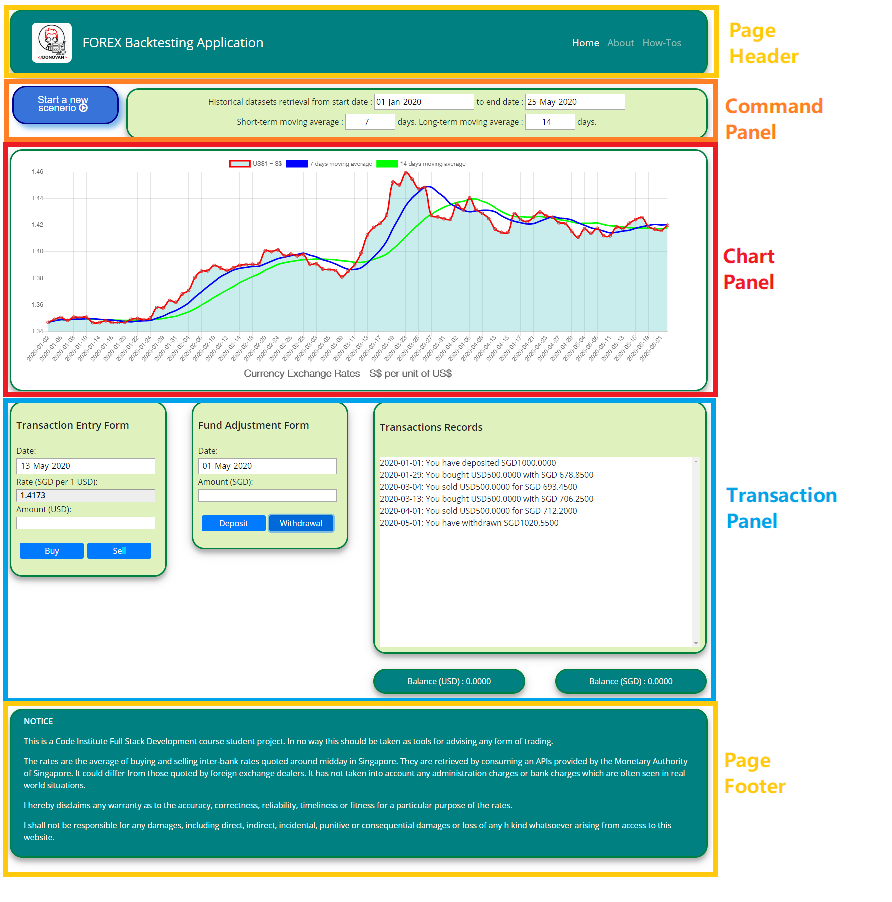 FOREX Backtesting Application
Home About How-Tos
Page
Header
Start a new
scenerio
Historical datasets retrieval from start date : 01 Jan 2020 to end date : 25 May 2020
Short-term moving average : 7 days. Long-term moving average : 14 days.
Command
Panel
US$1 = S$ 7 days moving average 14 days moving average
1.46
1.44
1.42
1.40
1.38
1.36
1.34
Currency Exchange Rates S$ per unit of US$
Chart
Panel
Transaction Entry Form
Date:
13 May 2020
Rate (SGD per 1 USD):
1.4173
Amount (USD):
Buy Sell
Fund Adjustment Form
Date:
01 May 2020
Amount (SGD):
Deposit Withdrawal
Transactions Records
2020-01-01: You have deposited SGD1000.0000
2020-01-29: You bought USD500.0000 with SGD 678.8500
2020-03-04: You sold USD500.0000 for SGD 693.4500
2020-03-13: You bought USD500.0000 with SGD 706.2500
2020-04-01: You sold USD500.0000 for SGD 712.2000
2020-05-01: You have withdrawn SGD1020.5500
Balance (USD) : 0.0000
Balance (SGD) : 0.0000
Transaction
Panel
NOTICE
This is a Code Institute Full Stack Development course student project. In no way this should be taken as tools for advising any form of trading.
The rates are the average of buying and selling inter-bank rates quoted around midday in Singapore. They are retrieved by consuming an APIs provided by the Monetary Authority
of Singapore. It could differ from those quoted by foreign exchange dealers. It has not taken into account any administration charges or bank charges which are often seen in real
world situations.
I hereby disclaims any warranty as to the accuracy, correctness, reliability, timeliness or fitness for a particular purpose of the rates.
I shall not be responsible for any damages, including direct, indirect, incidental, punitive or consequential damages or loss of any h kind whatsoever arising from access to this
website.
Page
Footer